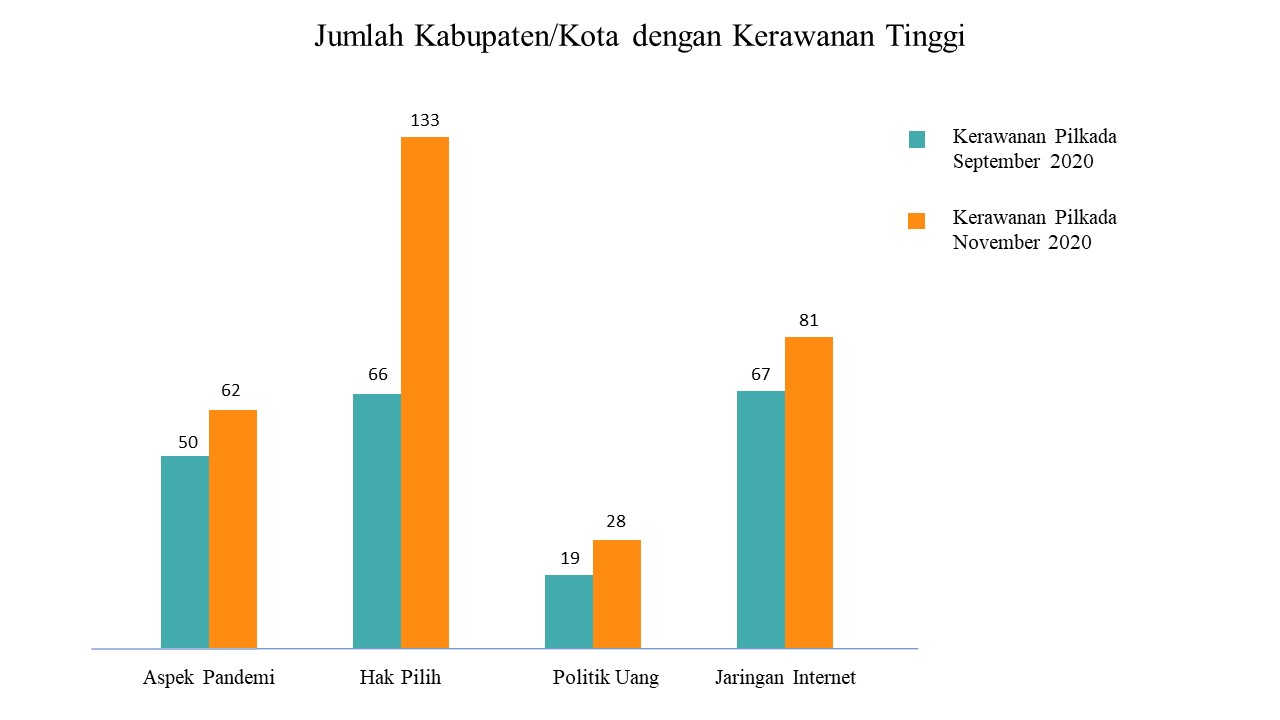 Jumlah Kabupaten/Kota dengan Kerawanan Tinggi
133
Kerawanan Pilkada
September 2020
Kerawanan Pilkada
November 2020
81
66
67
62
50
28
19
Aspek Pandemi
Hak Pilih
Politik Uang
Jaringan Internet